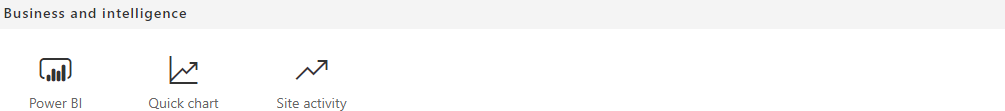 Business and intelligence
Power BI Quick chart Site activity